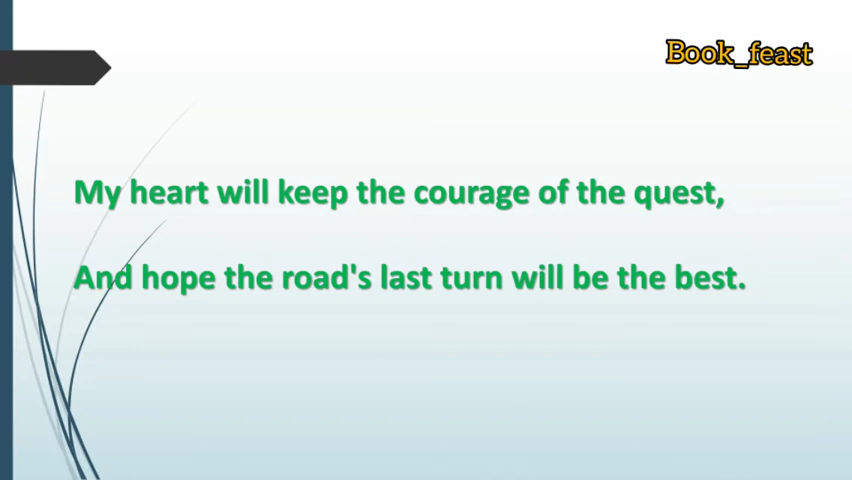 Book_feast
My heart will keep the courage of the quest,
And hope the road's last turn will be the best.